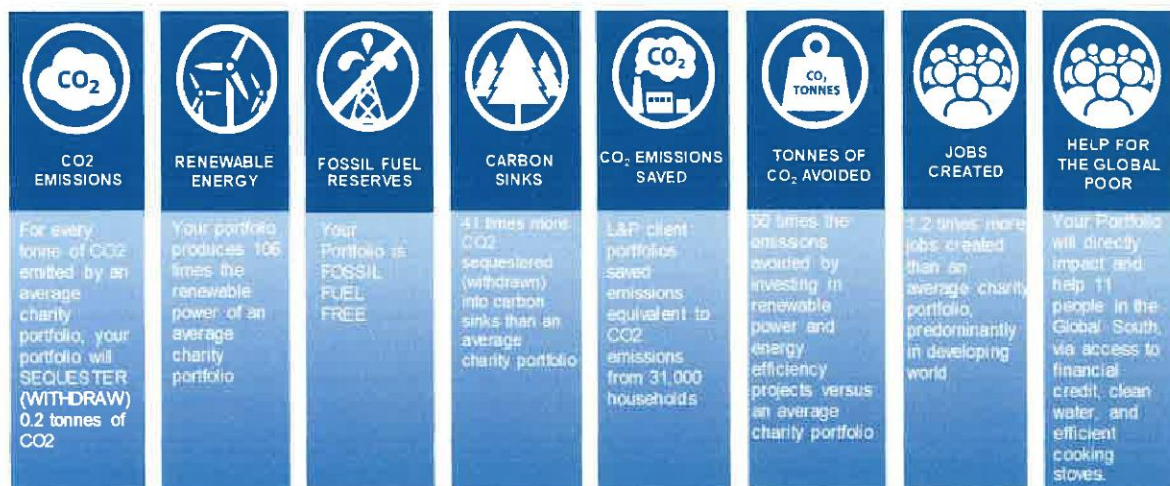 CO₂
CO2
EMISSIONS
For every
tonne of CO2
emitted by an
average
charity
portfolio, your
portfolio will
SEQUESTER
(WITHDRAW)
0.2 tonnes of
CO2
RENEWABLE
ENERGY
Your portfolio
produces 106
times the
renewable
power of an
average
charity
portfolio
FOSSIL FUEL
RESERVES
Your
Portfolio is
FOSSIL
FUEL
FREE
CARBON
SINKS
41 times more
CO2
sequestered
(withdrawn)
into carbon
sinks than an
average
charity portfolio
CO₂
CO₂ EMISSIONS
SAVED
L&P client
portfolios
saved
emissions
equivalent to
CO2
emissions
from 31,000
households
CO₂
TONNES
TONNES OF
CO₂ AVOIDED
50 times the
emissions
avoided by
investing in
renewable
power and
energy
efficiency
projects versus
an average
charity portfolio
JOBS
CREATED
1.2 times more
jobs created
than an
average charity
portfolio,
predominantly
in developing
world
HELP FOR
THE GLOBAL
POOR
Your Portfolio
will directly
impact and
help 11
people in the
Global South,
via access to
financial
credit, clean
water, and
efficient
cooking
stoves.